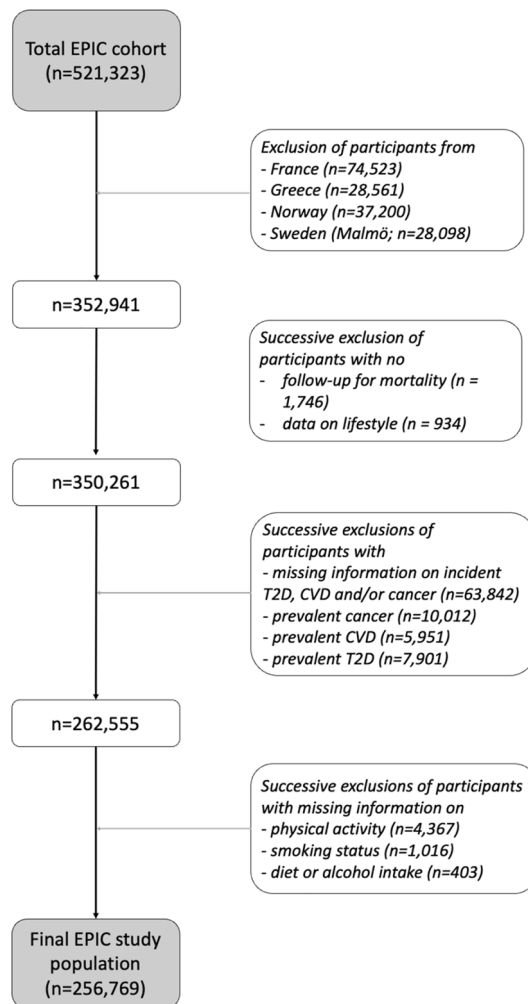 Total EPIC cohort
(n=521,323)
Exclusion of participants from
- France (n=74,523)
- Greece (n=28,561)
- Norway (n=37,200)
- Sweden (Malmö; n=28,098)
n=352,941
Successive exclusion of
participants with no
- follow-up for mortality (n =
1,746)
- data on lifestyle (n = 934)
n=350,261
Successive exclusions of
participants with
- missing information on incident
T2D, CVD and/or cancer (n=63,842)
- prevalent cancer (n=10,012)
- prevalent CVD (n=5,951)
- prevalent T2D (n=7,901)
n=262,555
Successive exclusions of participants
with missing information on
- physical activity (n=4,367)
- smoking status (n=1,016)
- diet or alcohol intake (n=403)
Final EPIC study
population
(n=256,769)